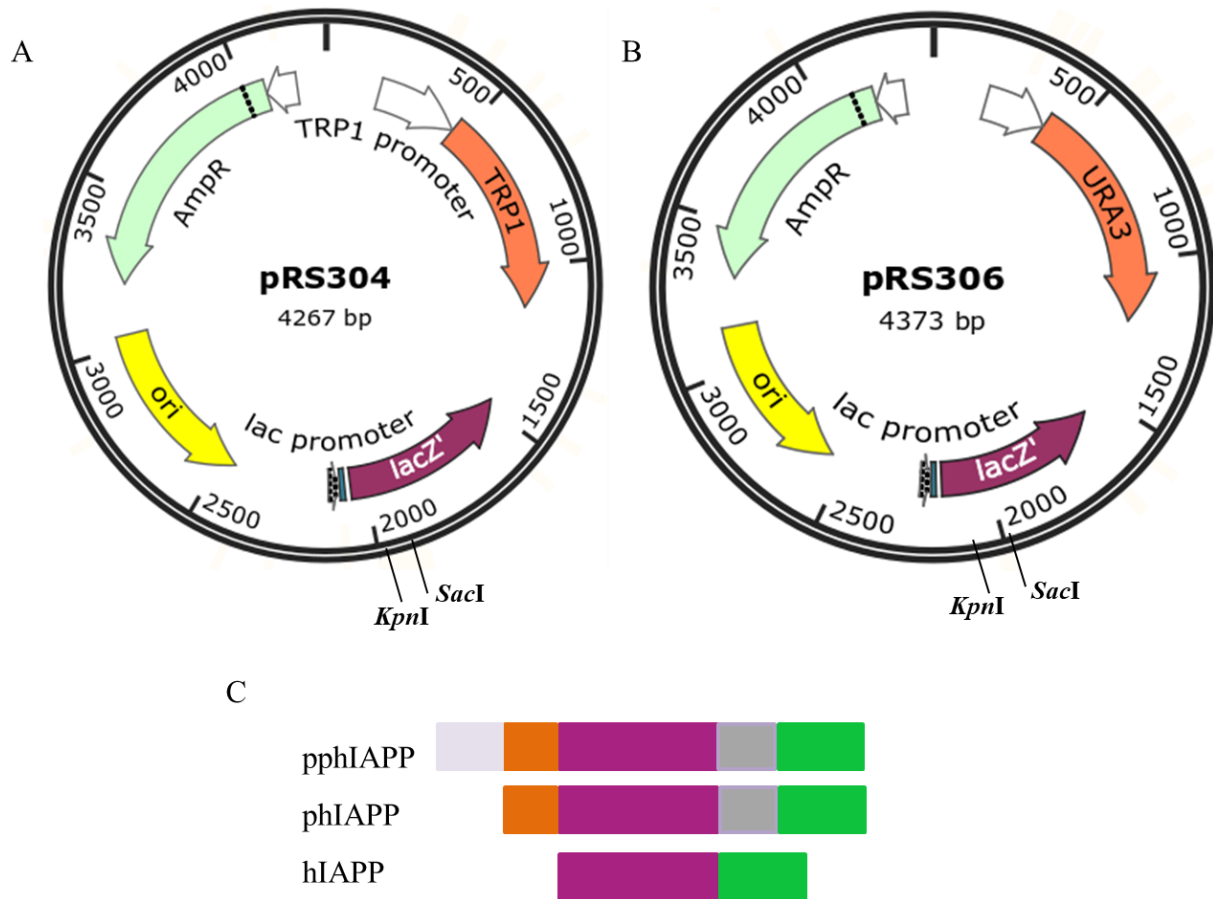 A
4000
500
TRP1 promoter
AmpR
TRP1
3500
1000
pRS304
4267 bp
3000
ori
lac promoter
lacZ'
1500
2500
2000
KpnI
SacI
B
4000
500
AmpR
URA3
3500
1000
pRS306
4373 bp
3000
ori
lac promoter
lacZ'
1500
2500
2000
KpnI
SacI
C
pphIAPP
phIAPP
hIAPP